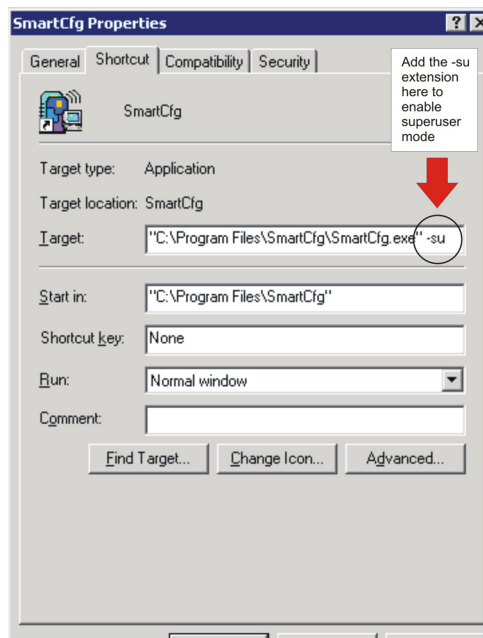 SmartCfg Properties
General Shortcut Compatibility Security
Add the -su
extension
here to
enable
superuser
mode
SmartCfg
Target type: Application
Target location: SmartCfg
Target: "C:\Program Files\SmartCfg\SmartCfg.exe" -su
Start in: "C:\Program Files\SmartCfg"
Shortcut key: None
Run: Normal window
Comment:
Find Target... Change Icon... Advanced...